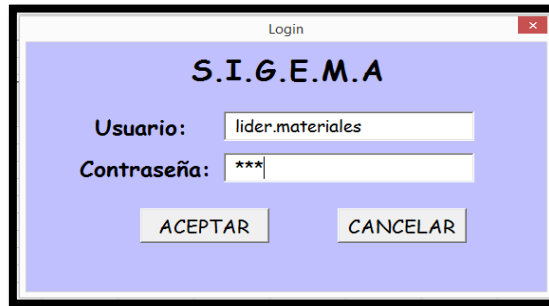 Login
S.I.G.E.M.A
Usuario: lider.materiales
Contraseña: ***
ACEPTAR CANCELAR